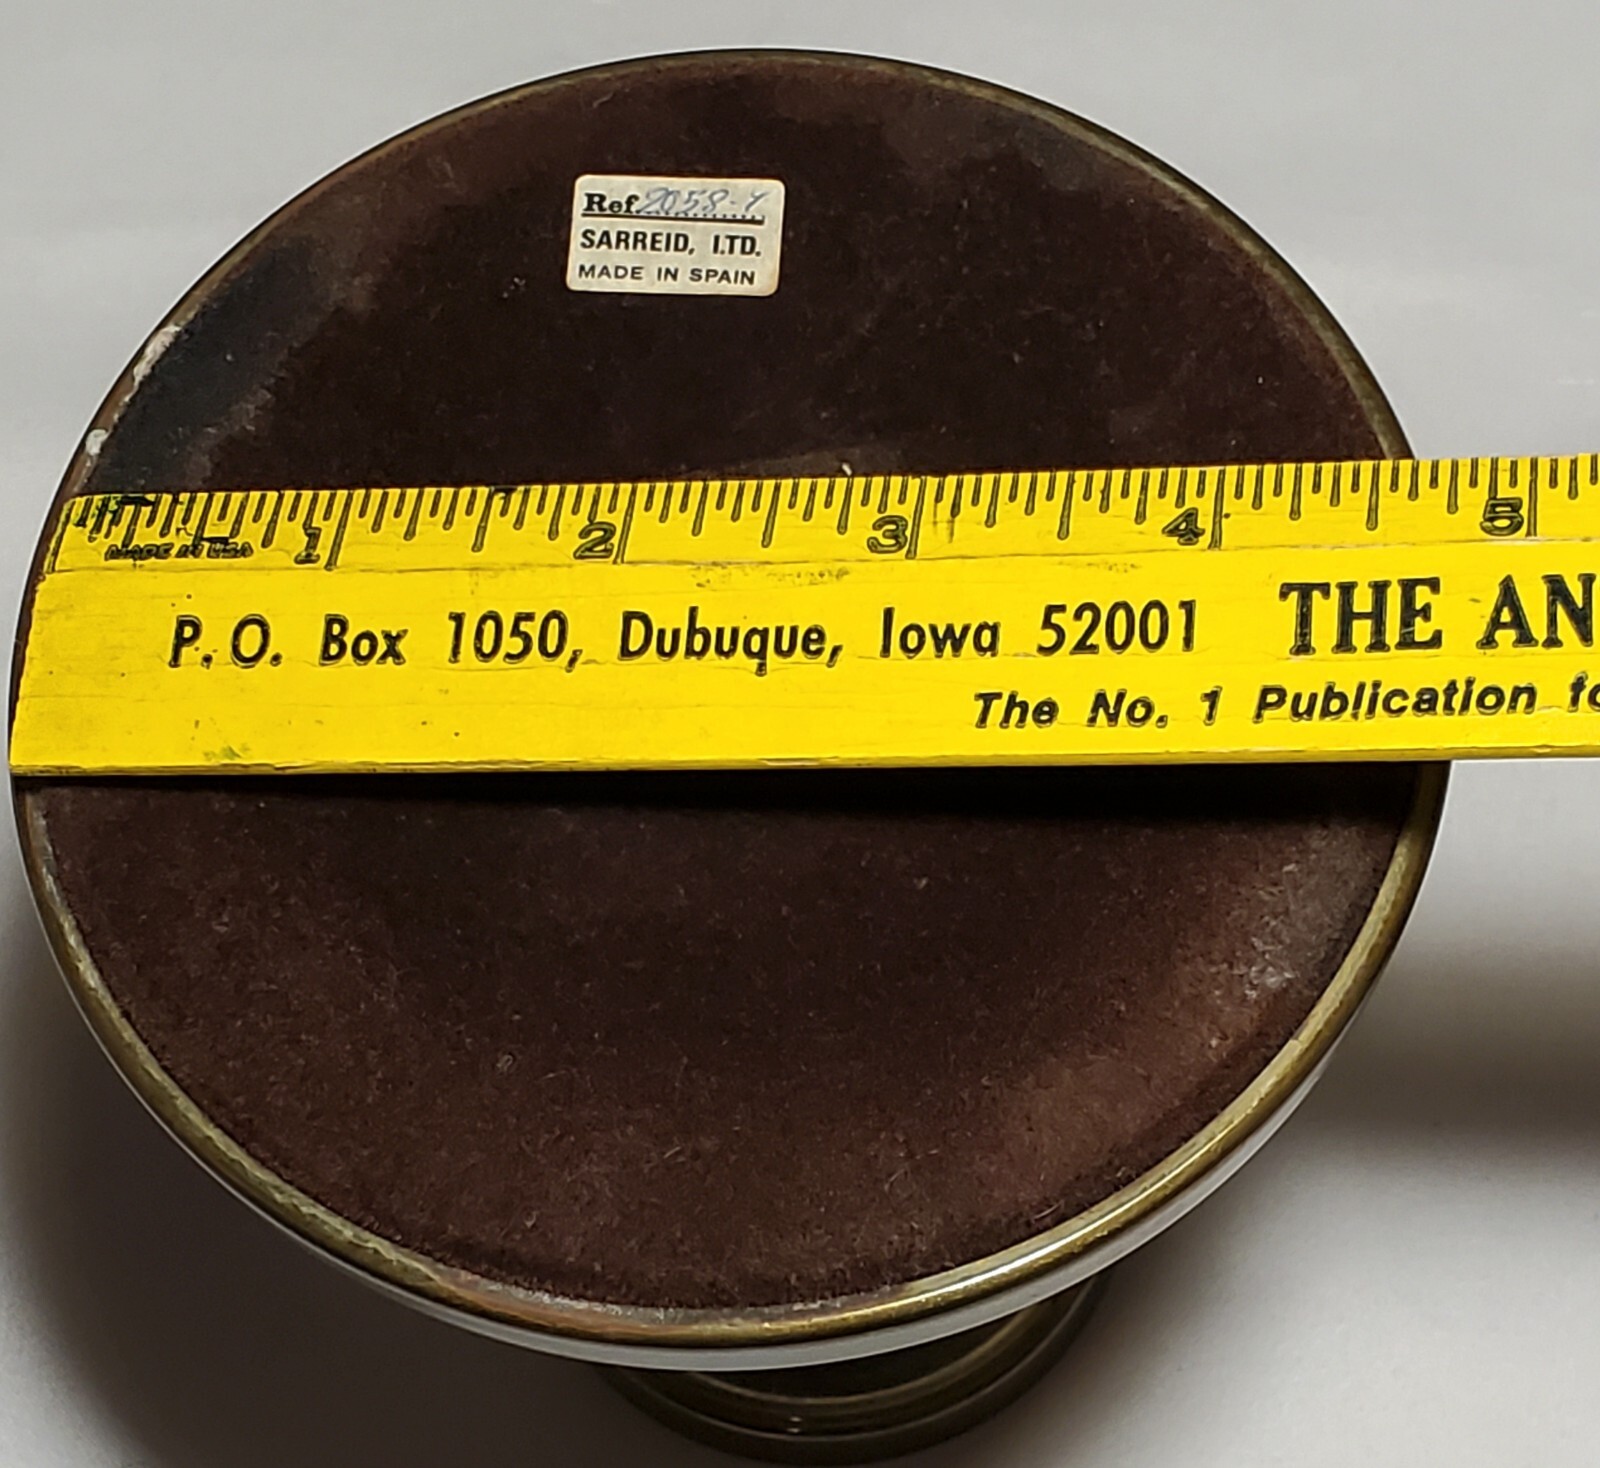 Ref. 2058-Y
SARREID, LTD.
MADE IN SPAIN
1 2 3 4 5
MADE IN USA
P.O. Box 1050, Dubuque, Iowa 52001 THE AN
The No. 1 Publication fo